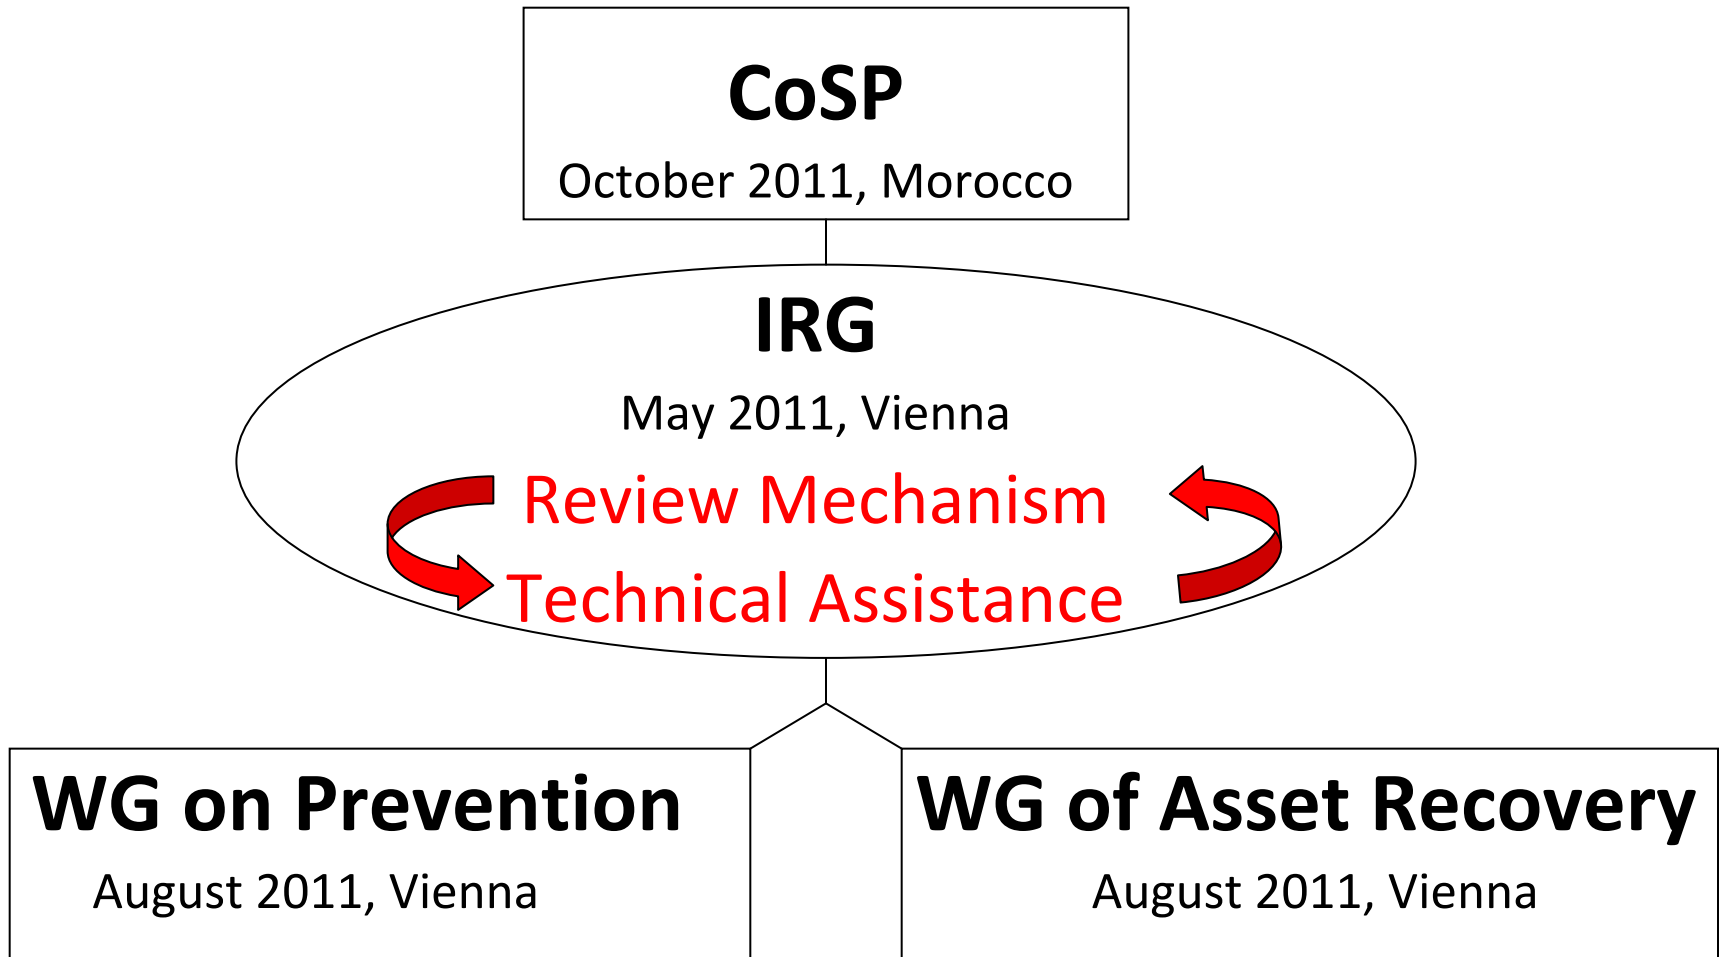 CoSP
October 2011, Morocco
IRG
May 2011, Vienna
Review Mechanism
Technical Assistance
WG on Prevention
August 2011, Vienna
WG of Asset Recovery
August 2011, Vienna